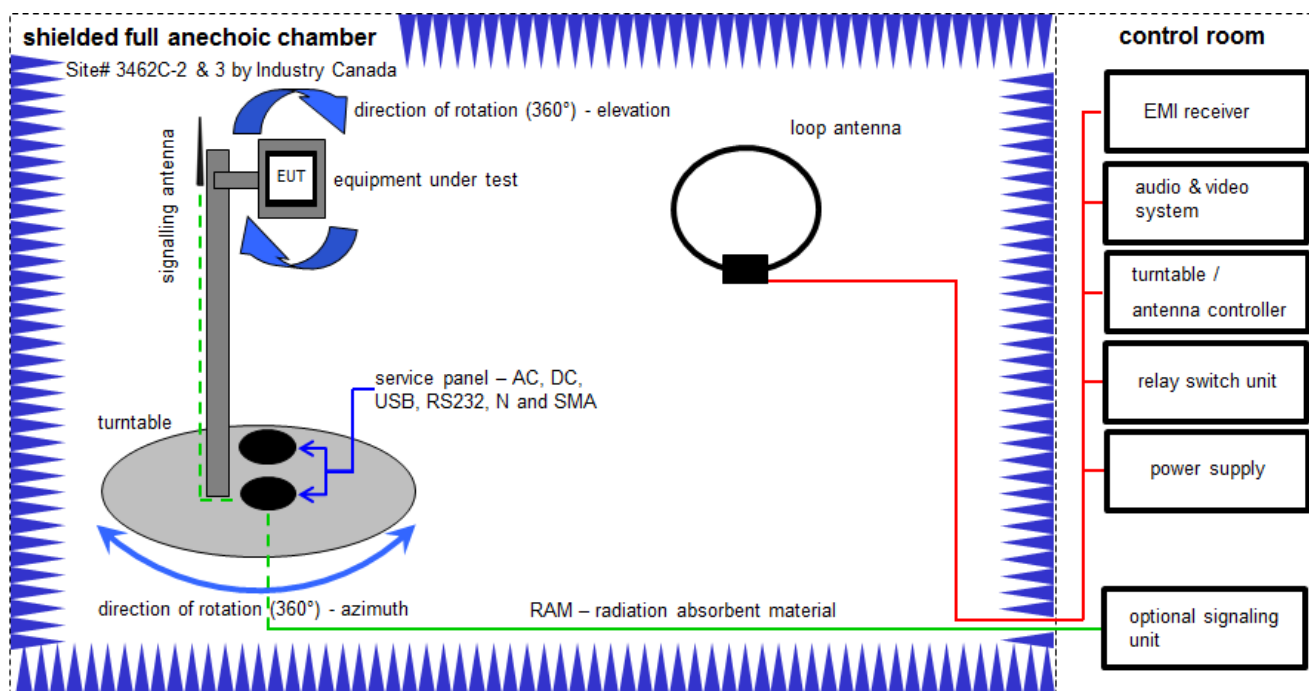 shielded full anechoic chamber
Site# 3462C-2 & 3 by Industry Canada
direction of rotation (360°) - elevation
signalling antenna
EUT
equipment under test
loop antenna
service panel – AC, DC,
USB, RS232, N and SMA
turntable
direction of rotation (360°) - azimuth
RAM – radiation absorbent material
control room
EMI receiver
audio & video
system
turntable /
antenna controller
relay switch unit
power supply
optional signaling
unit